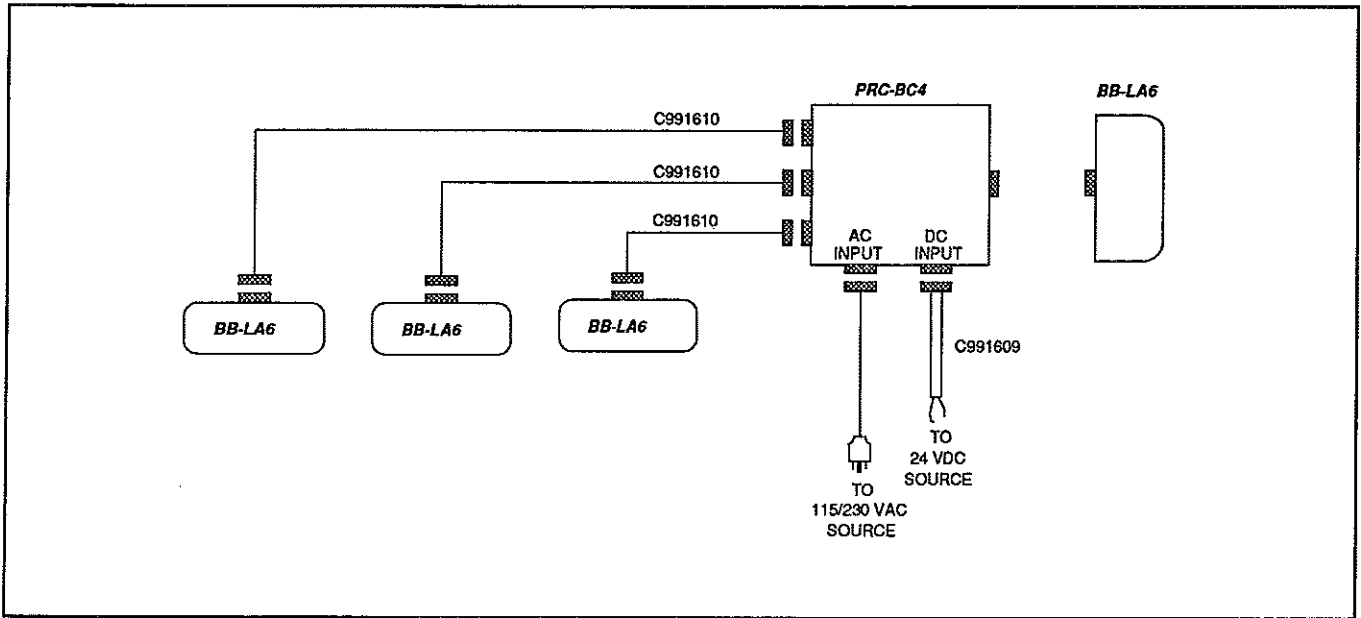 PRC-BC4
BB-LA6
C991610
C991610
C991610
AC
INPUT
DC
INPUT
BB-LA6
BB-LA6
BB-LA6
C991609
TO
24 VDC
SOURCE
TO
115/230 VAC
SOURCE